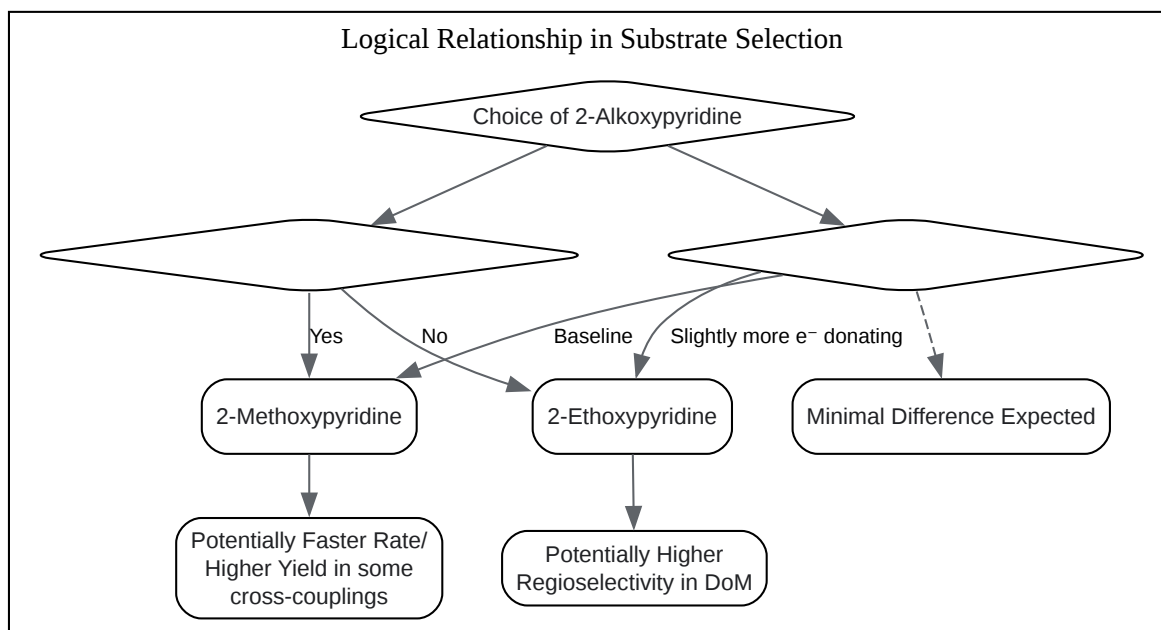 Logical Relationship in Substrate Selection
Choice of 2-Alkoxypyridine
Yes
No
Baseline
Slightly more e⁻ donating
2-Methoxypyridine
2-Ethoxypyridine
Minimal Difference Expected
Potentially Faster Rate/
Higher Yield in some
cross-couplings
Potentially Higher
Regioselectivity in DoM